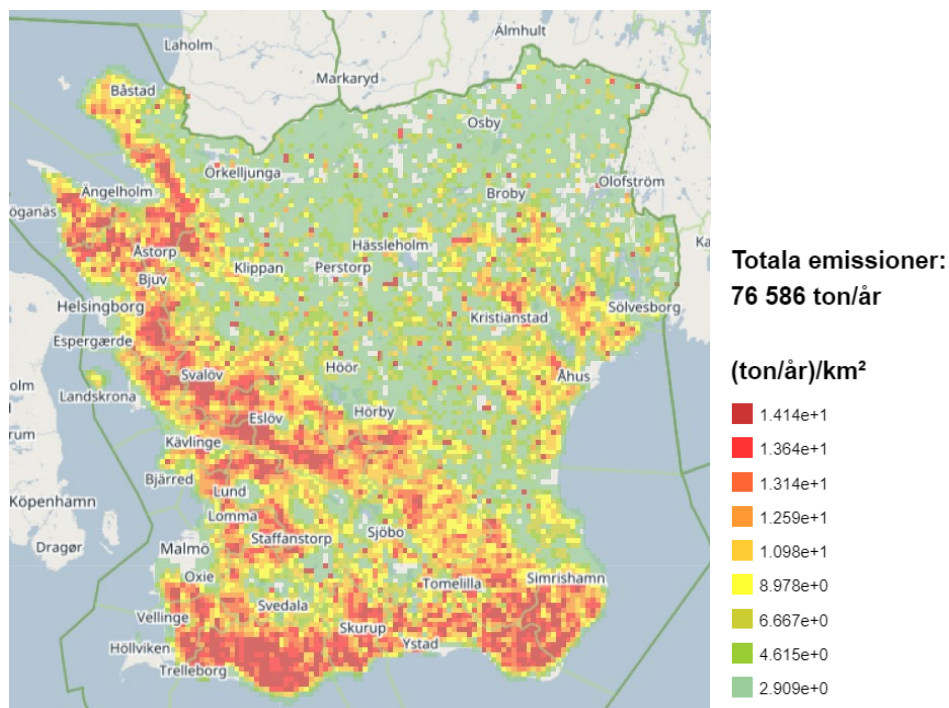 Laholm
Älmhult
Markaryd
Båstad
Osby
Örkelljunga
Olofström
Ängelholm
Broby
öganäs
Hässleholm
Åstorp
Klippan
Perstorp
Bjuv
Helsingborg
Kristianstad
Sölvesborg
Espergærde
Höör
Svalöv
Åhus
olm
Landskrona
Hörby
Eslöv
rum
Kävlinge
Bjärred
Lund
Köpenhamn
Lomma
Sjöbo
Staffanstorp
Dragør
Malmö
Oxie
Tomelilla
Simrishamn
Svedala
Vellinge
Skurup
Ystad
Höllviken
Trelleborg
Ka
Totala emissioner:
76 586 ton/år
(ton/år)/km²
1.414e+1
1.364e+1
1.314e+1
1.259e+1
1.098e+1
8.978e+0
6.667e+0
4.615e+0
2.909e+0